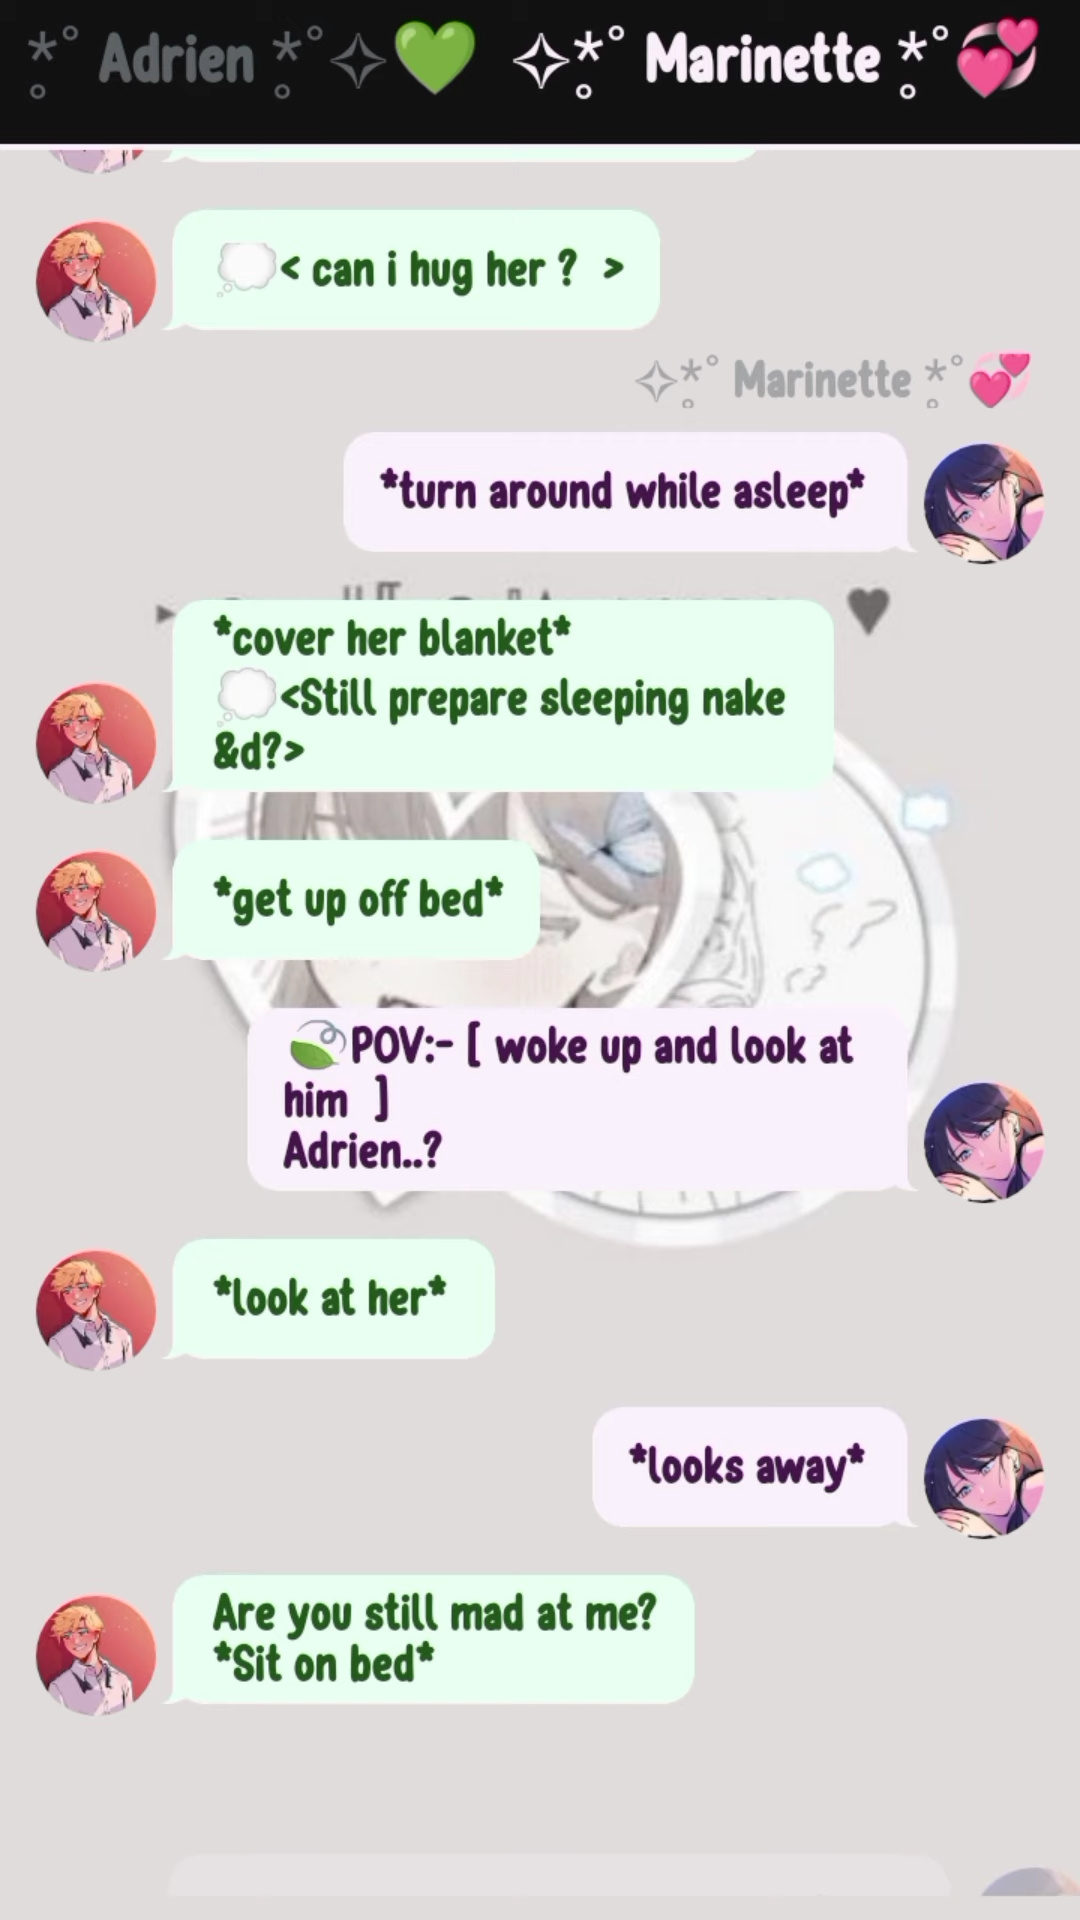 *° Adrien *°✧💚 ✧*° Marinette *°💞
💭< can i hug her ? >
✧*° Marinette *°💞
*turn around while asleep*
*cover her blanket*
💭<Still prepare sleeping nake
&d?>
*get up off bed*
🍃POV:- [ woke up and look at
him ]
Adrien..?
*look at her*
*looks away*
Are you still mad at me?
*Sit on bed*